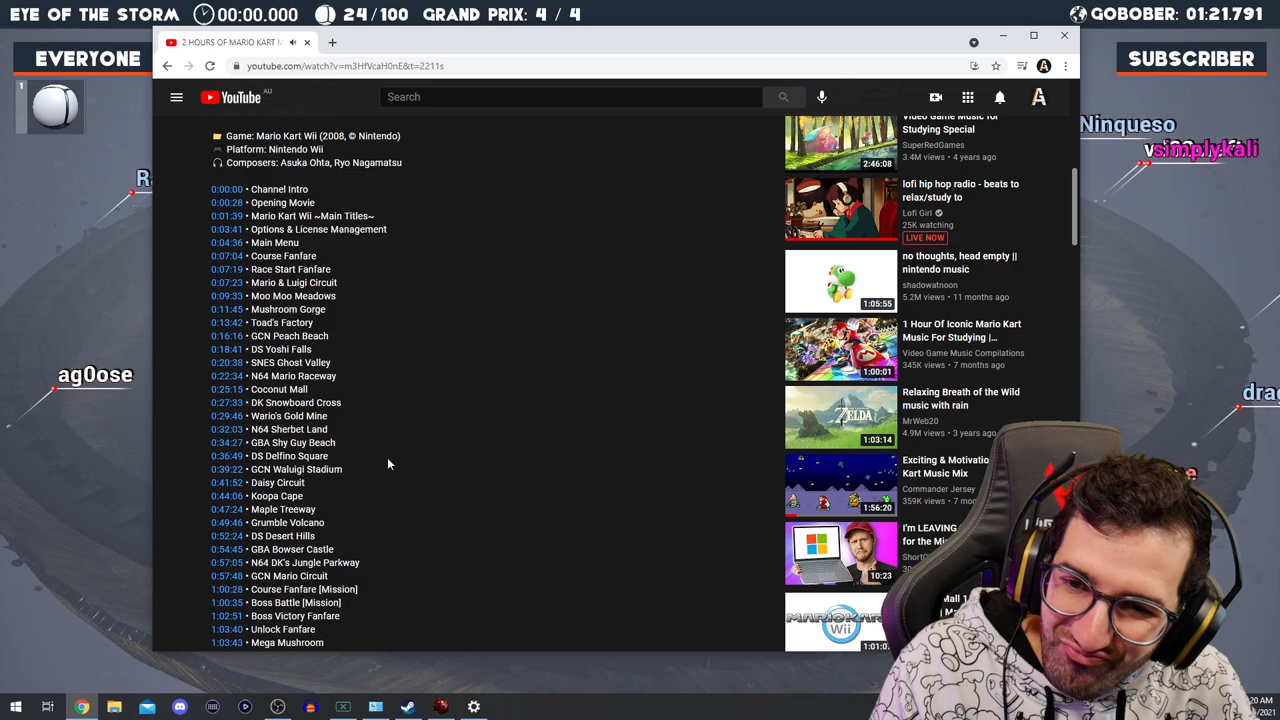 EYE OF THE STORM 00:00.000 24/100 GRAND PRIX: 4 / 4 GOBOBER: 01:21.791
EVERYONE
SUBSCRIBER
1
2 HOURS OF MARIO KART
youtube.com/watch?v=m3HfVcaH0nE&t=2211s
YouTube AU
Search
Game: Mario Kart Wii (2008, © Nintendo)
Platform: Nintendo Wii
Composers: Asuka Ohta, Ryo Nagamatsu
0:00:00 • Channel Intro
0:00:28 • Opening Movie
0:01:39 • Mario Kart Wii ~Main Titles~
0:03:41 • Options & License Management
0:04:36 • Main Menu
0:07:04 • Course Fanfare
0:07:19 • Race Start Fanfare
0:07:23 • Mario & Luigi Circuit
0:09:33 • Moo Moo Meadows
0:11:45 • Mushroom Gorge
0:13:42 • Toad's Factory
0:16:16 • GCN Peach Beach
0:18:41 • DS Yoshi Falls
0:20:38 • SNES Ghost Valley
0:22:34 • N64 Mario Raceway
0:25:15 • Coconut Mall
0:27:33 • DK Snowboard Cross
0:29:46 • Wario's Gold Mine
0:32:03 • N64 Sherbet Land
0:34:27 • GBA Shy Guy Beach
0:36:49 • DS Delfino Square
0:39:22 • GCN Waluigi Stadium
0:41:52 • Daisy Circuit
0:44:06 • Koopa Cape
0:47:24 • Maple Treeway
0:49:46 • Grumble Volcano
0:52:24 • DS Desert Hills
0:54:45 • GBA Bowser Castle
0:57:05 • N64 DK's Jungle Parkway
0:57:48 • GCN Mario Circuit
1:00:28 • Course Fanfare [Mission]
1:00:35 • Boss Battle [Mission]
1:02:51 • Boss Victory Fanfare
1:03:40 • Unlock Fanfare
1:03:43 • Mega Mushroom
Video Game Music for
Studying Special
SuperRedGames
3.4M views • 4 years ago
2:46:08
lofi hip hop radio - beats to
relax/study to
Lofi Girl
25K watching
LIVE NOW
no thoughts, head empty ||
nintendo music
shadowatnoon
5.2M views • 11 months ago
1:05:55
1 Hour Of Iconic Mario Kart
Music For Studying |...
Video Game Music Compilations
345K views • 7 months ago
1:00:01
Relaxing Breath of the Wild
music with rain
MrWeb20
4.9M views • 3 years ago
ZELDA
1:03:14
Exciting & Motivatio
Kart Music Mix
Commander Jersey
359K views • 7 mon
1:56:20
I'm LEAVING
for the Mi
Short
10:23
Mall 1
MARIOKART
Wii
1:01:0
ag0ose
Ninqueso
simplykali
20 AM
/2021